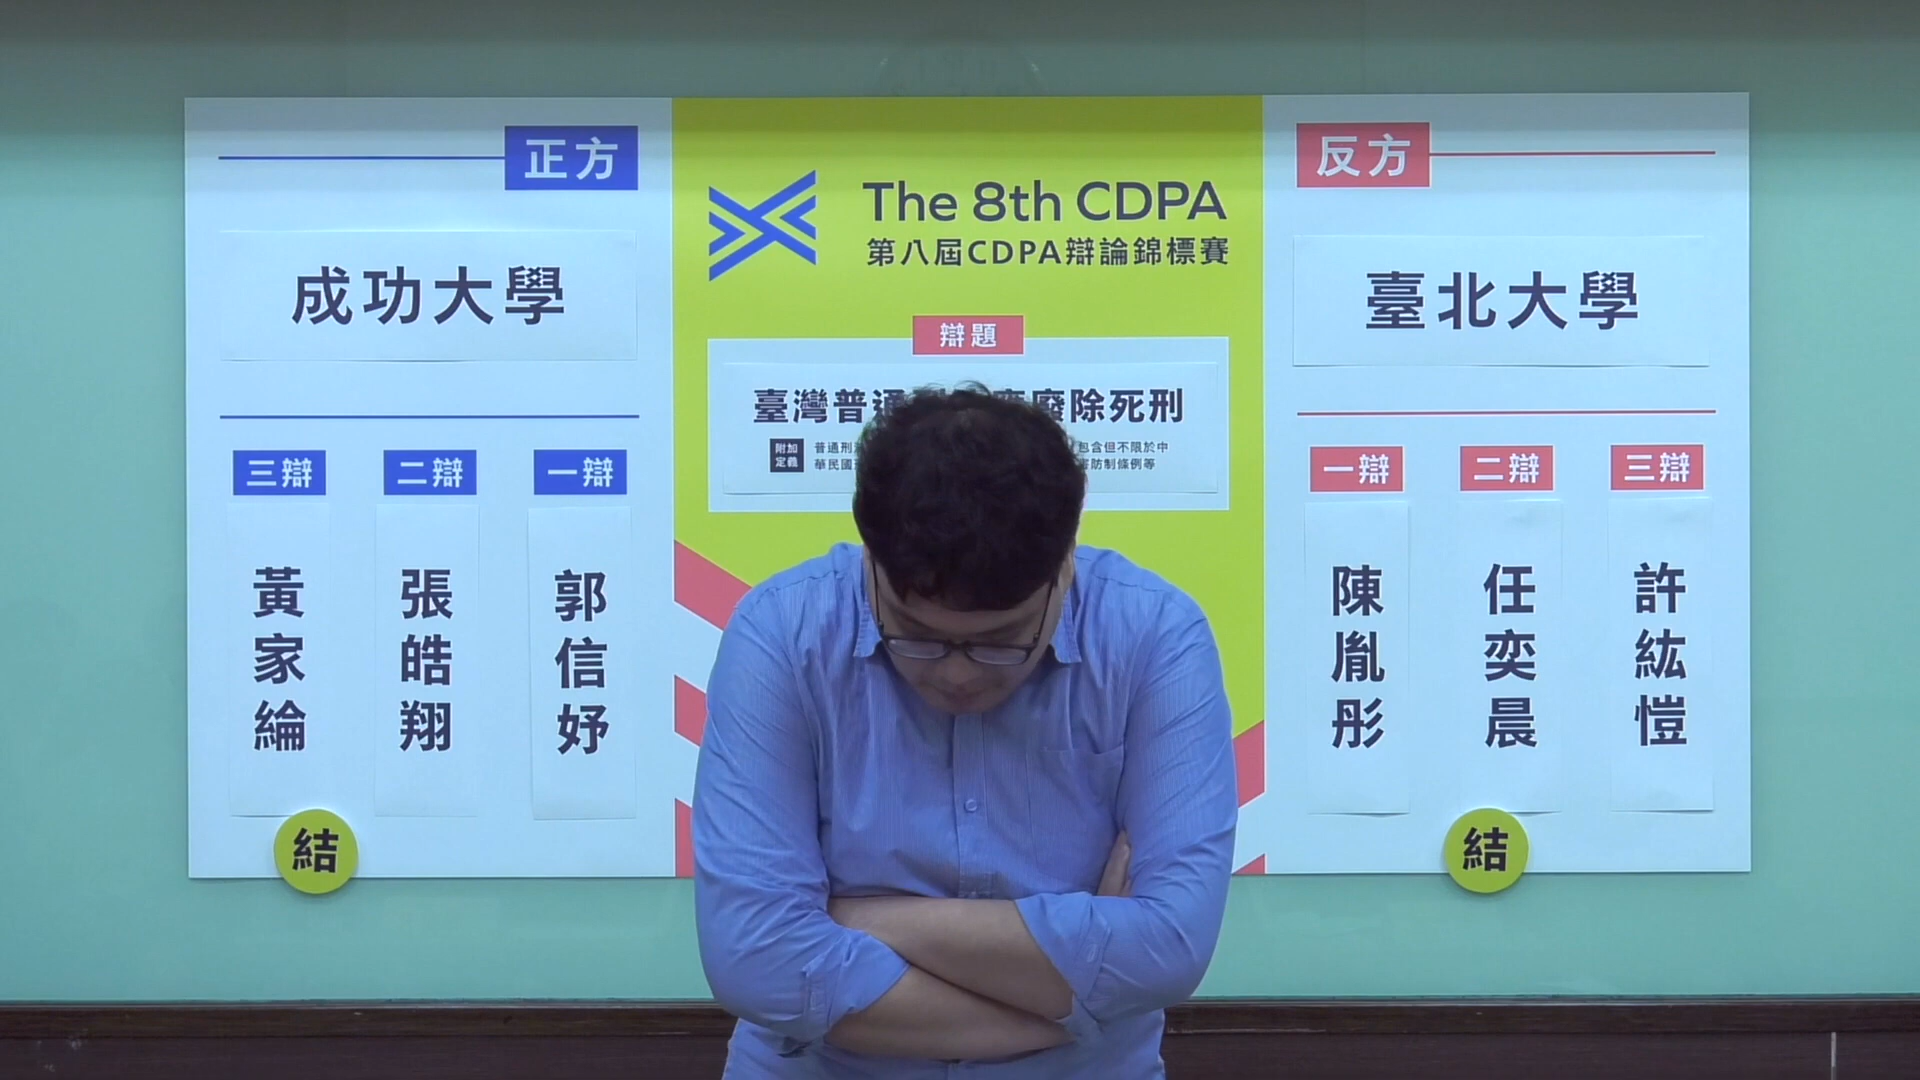 正方
成功大學
三辯
二辯
一辯
黃家綸
張皓翔
郭信妤
結
The 8th CDPA
第八屆CDPA辯論錦標賽
辯題
臺灣普通 廢除死刑
附加
定義
普通刑 包含但不限於中
華民國 防制條例等
反方
臺北大學
一辯
二辯
三辯
陳胤彤
任奕晨
許紘愷
結